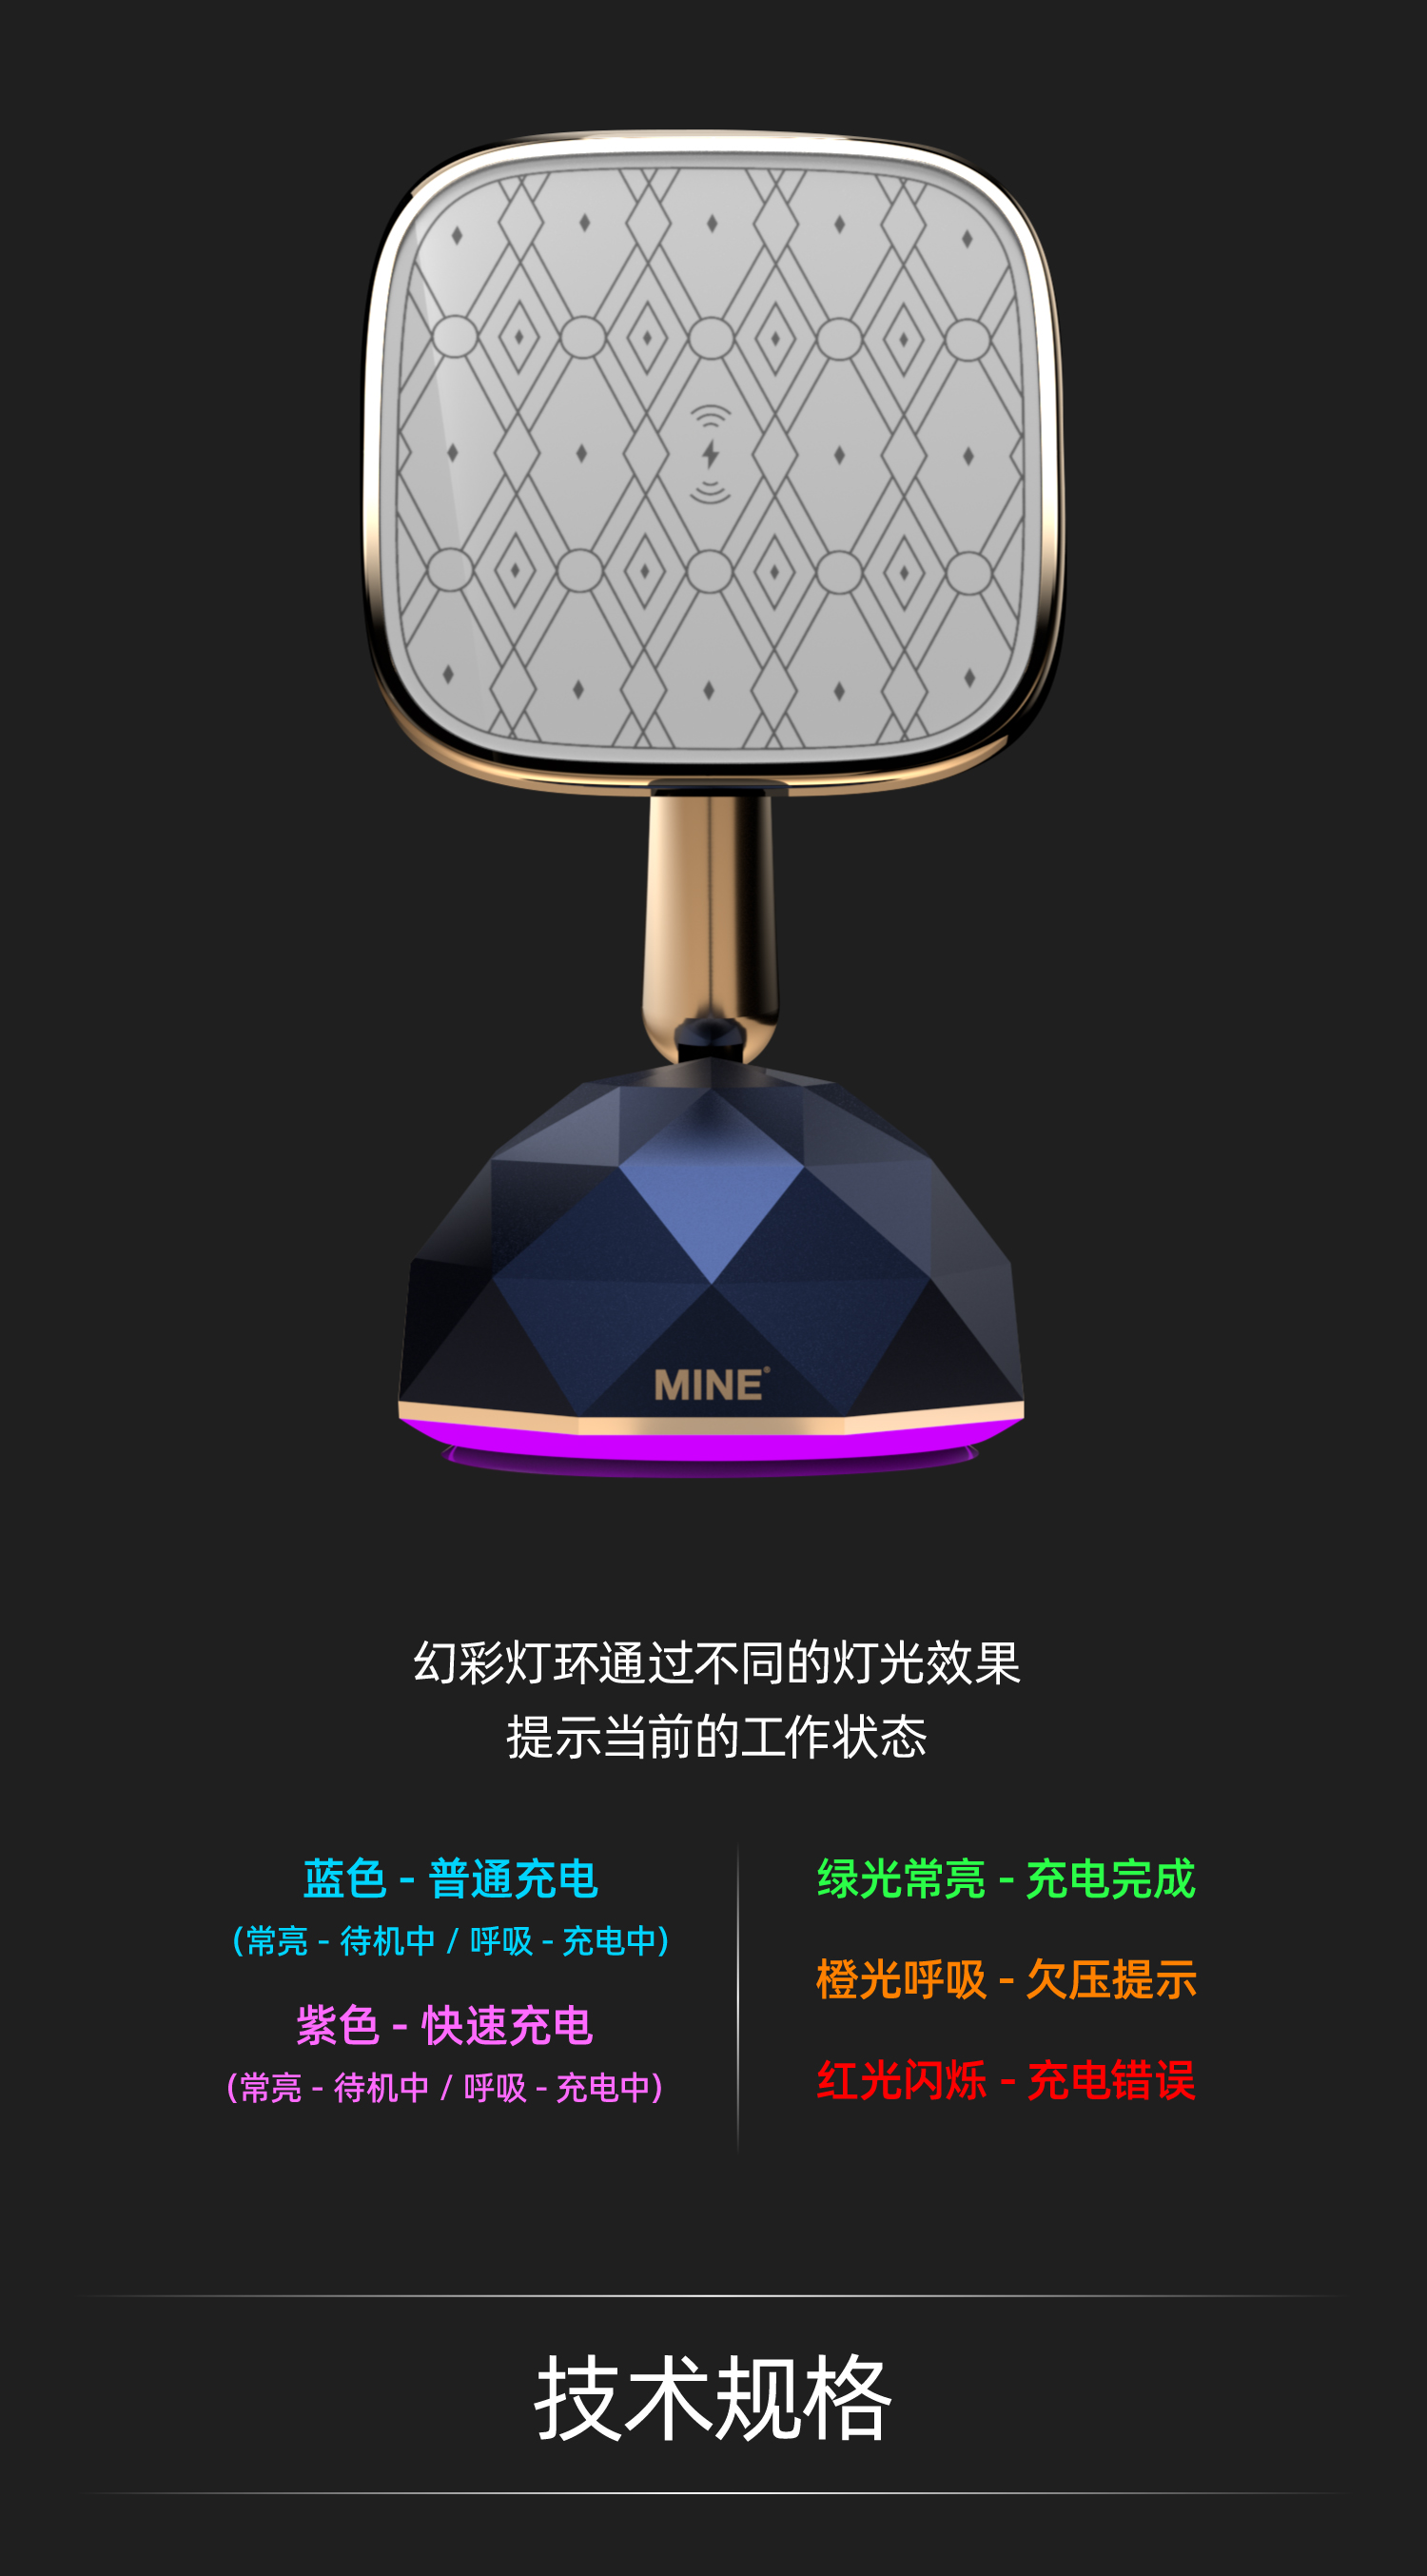 MINE®
幻彩灯环通过不同的灯光效果
提示当前的工作状态
蓝色 - 普通充电
(常亮 - 待机中 / 呼吸 - 充电中)
紫色 - 快速充电
(常亮 - 待机中 / 呼吸 - 充电中)
绿光常亮 - 充电完成
橙光呼吸 - 欠压提示
红光闪烁 - 充电错误
技术规格